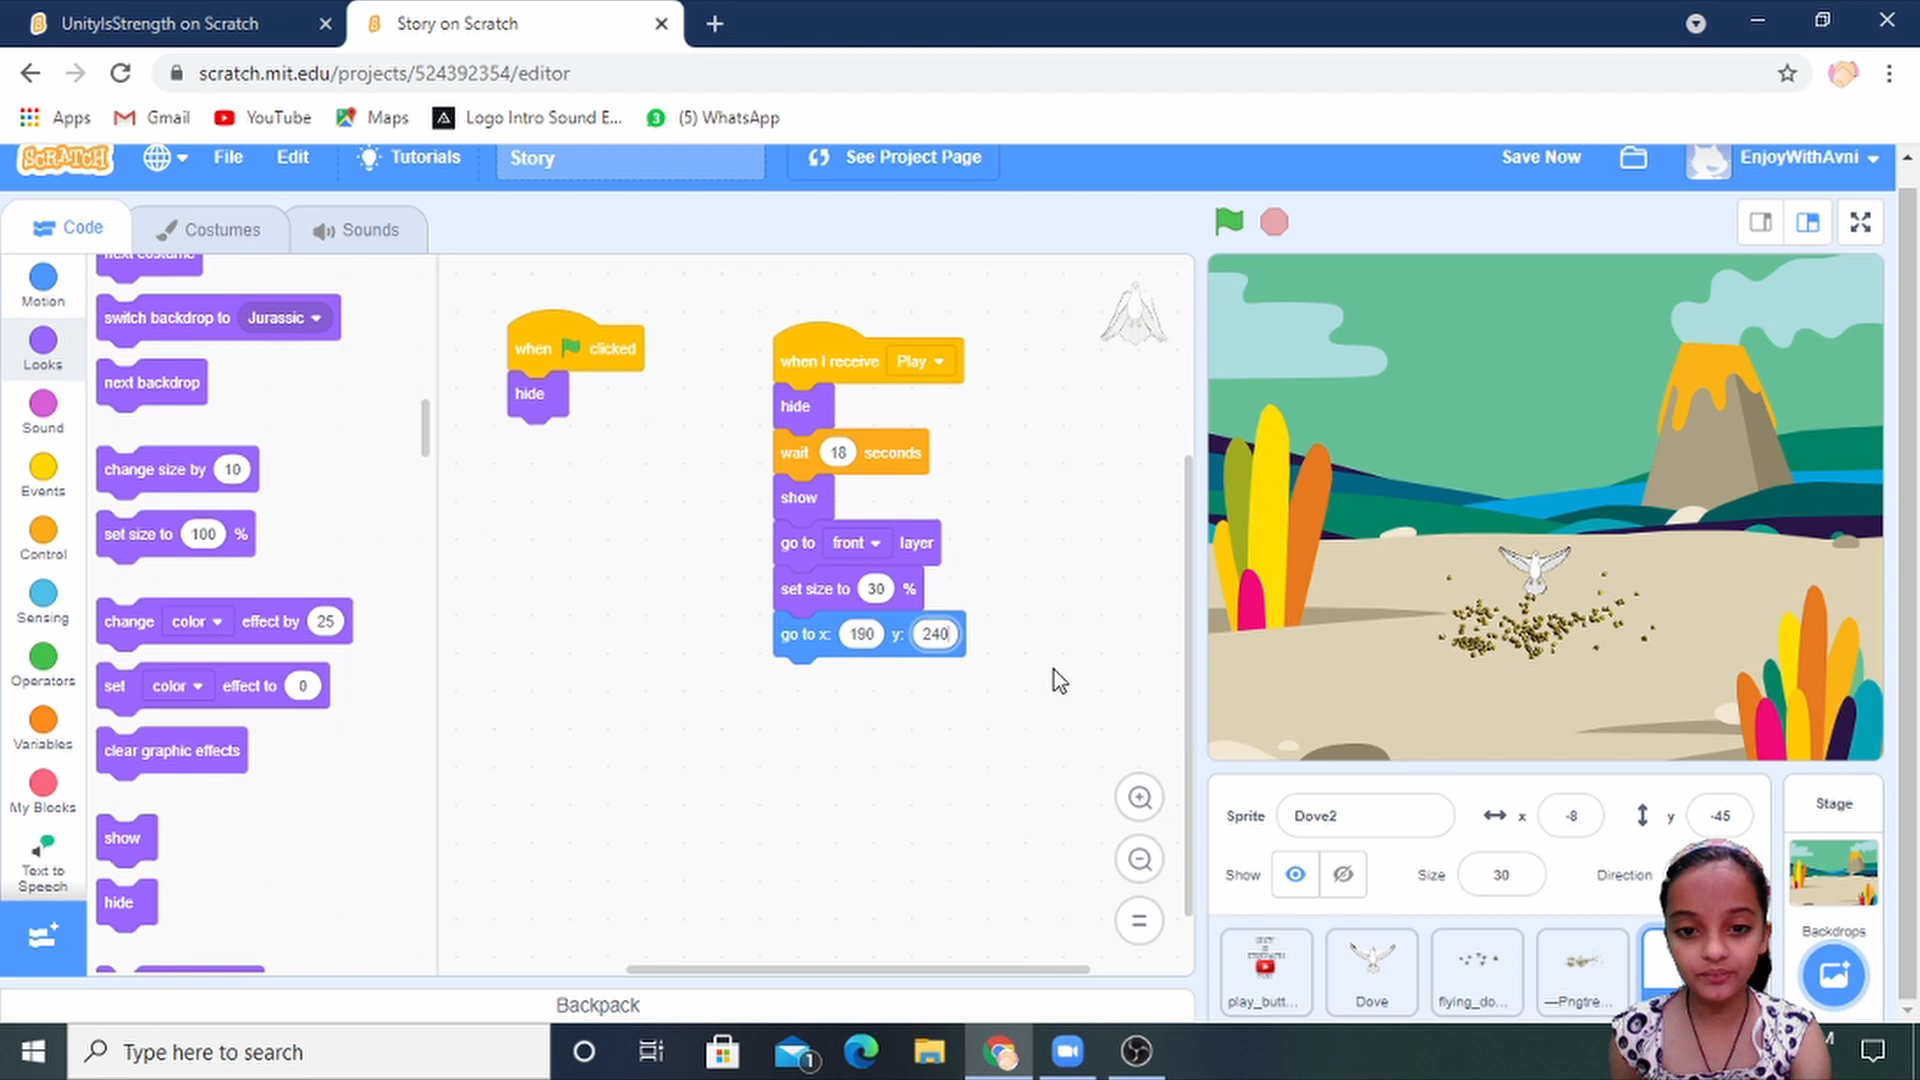 UnityIsStrength on Scratch
Story on Scratch
scratch.mit.edu/projects/524392354/editor
Apps
Gmail
YouTube
Maps
Logo Intro Sound E...
3
(5) WhatsApp
SCRATCH
File
Edit
Tutorials
Story
See Project Page
Save Now
EnjoyWithAvni
Code
Costumes
Sounds
Motion
Looks
Sound
Events
Control
Sensing
Operators
Variables
My Blocks
Text to
Speech
next costume
switch backdrop to Jurassic
next backdrop
change size by 10
set size to 100 %
change color effect by 25
set color effect to 0
clear graphic effects
show
hide
when clicked
hide
when I receive Play
hide
wait 18 seconds
show
go to front layer
set size to 30 %
go to x: 190 y: 240
Sprite Dove2 x -8 y -45
Show Size 30 Direction
Stage
Backdrops
play_butt...
Dove
flying_do...
—Pngtre...
Backpack
Type here to search
1